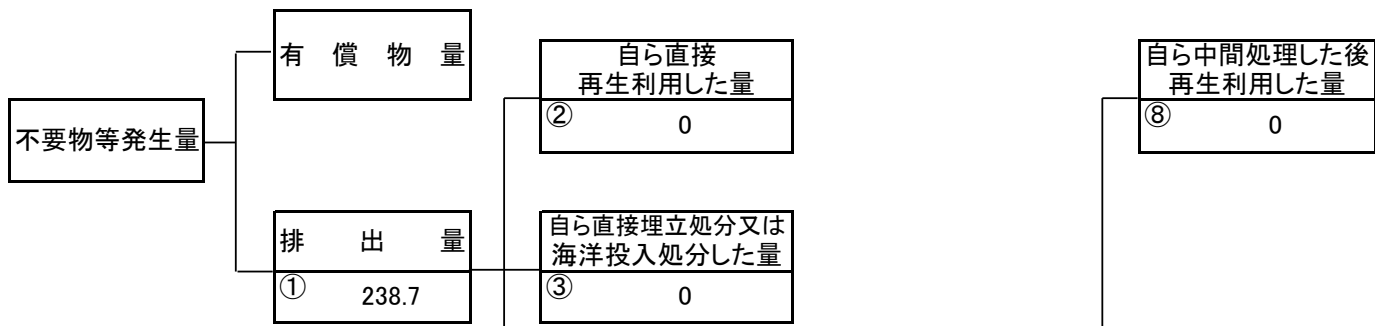 有償物量
自ら直接
再生利用した量
② 0
自ら中間処理した後
再生利用した量
⑧ 0
不要物等発生量
排出量
① 238.7
自ら直接埋立処分又は
海洋投入処分した量
③ 0